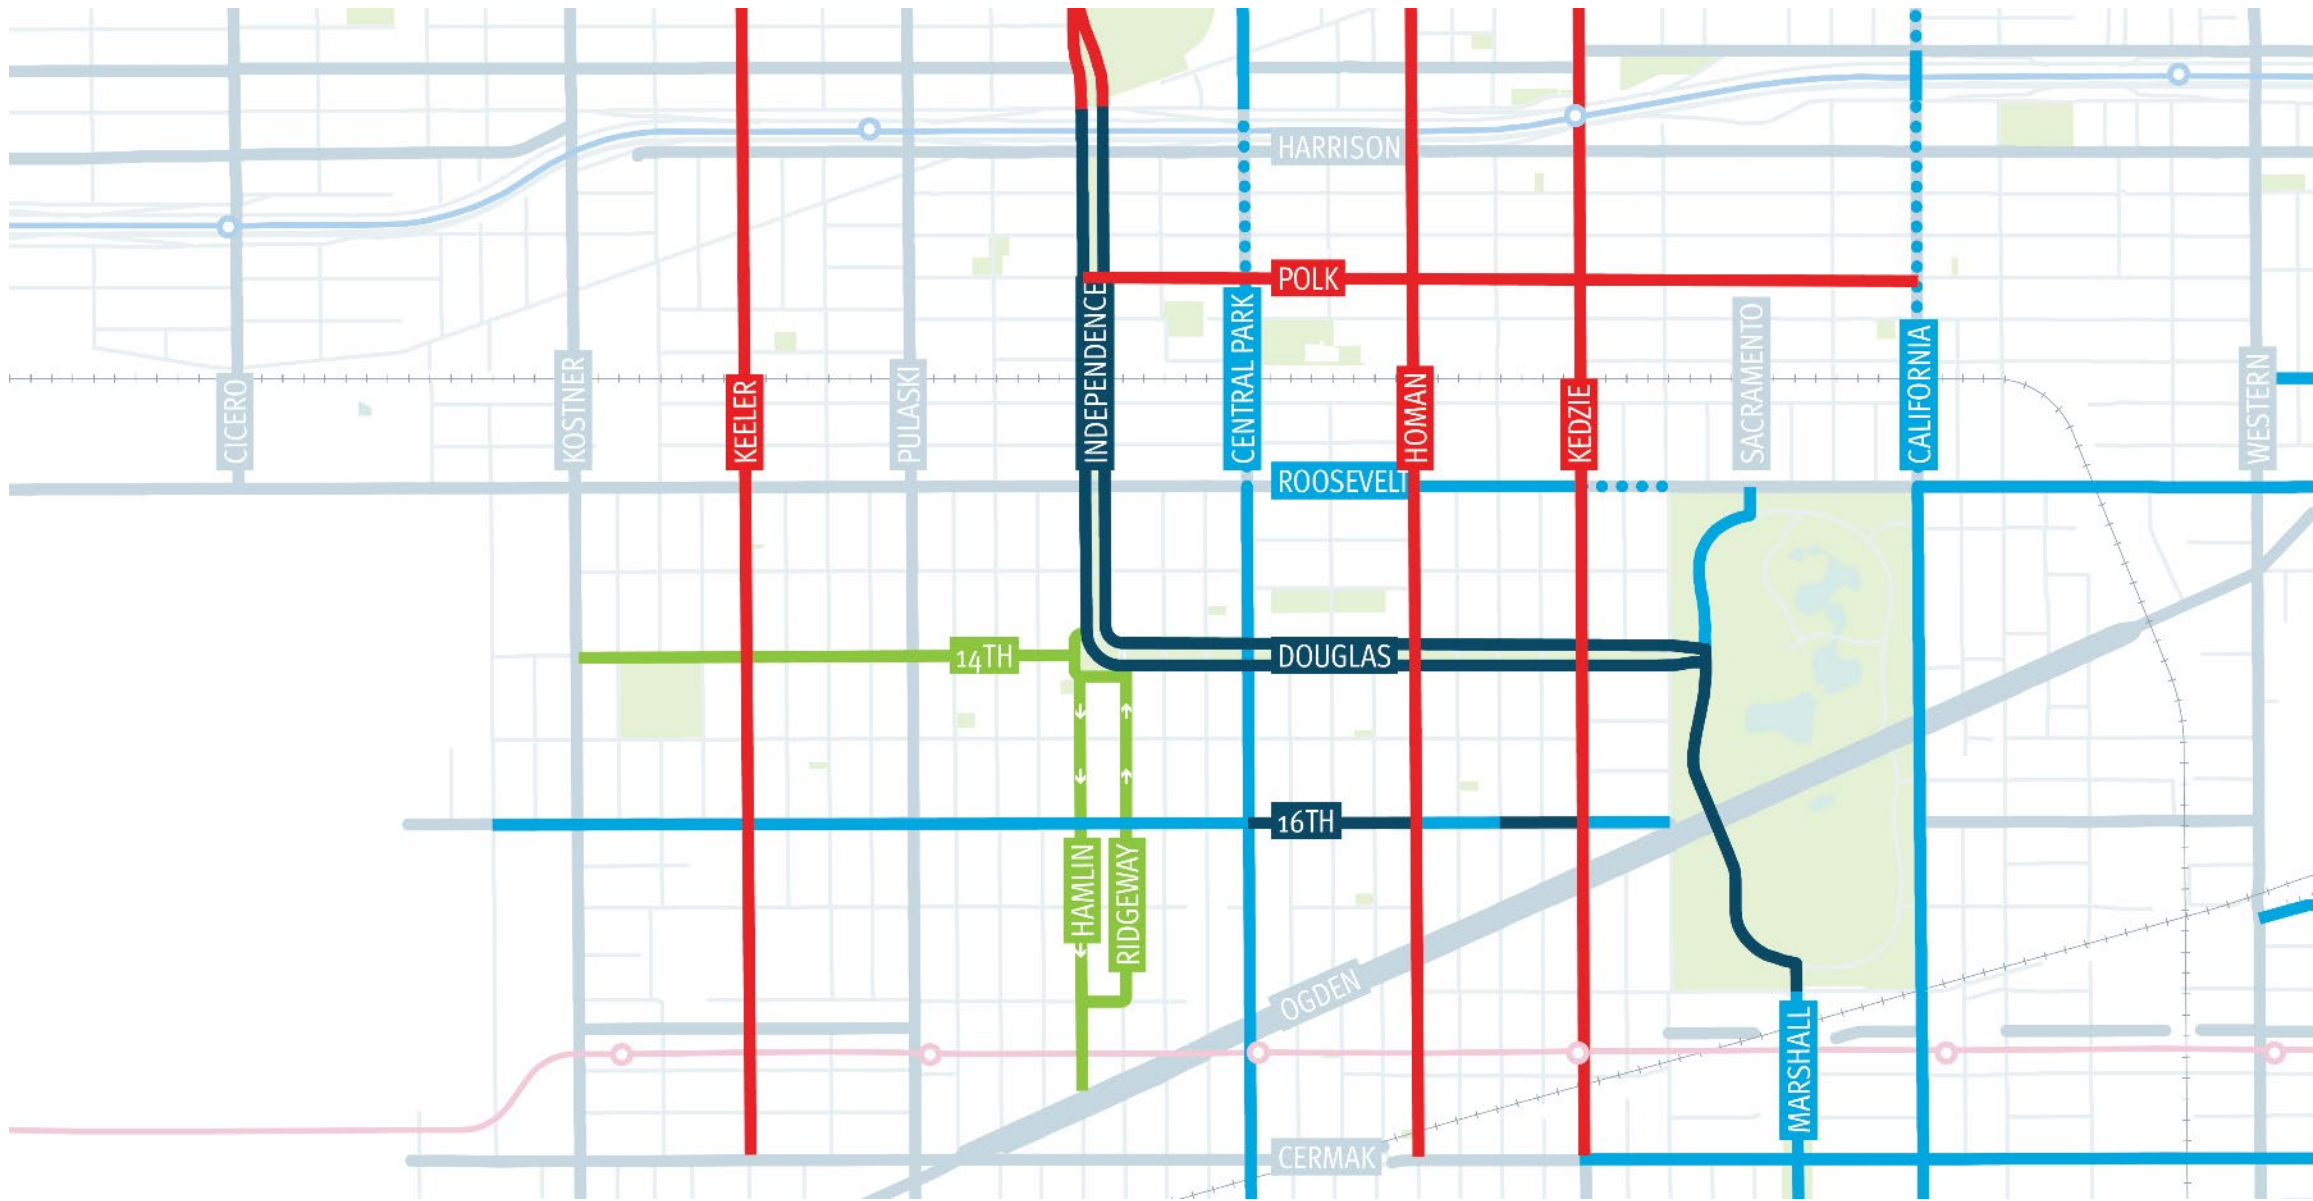 HARRISON
POLK
INDEPENDENCE
CENTRAL PARK
SACRAMENTO
CALIFORNIA
CICERO
KOSTNER
KEELER
PULASKI
HOMAN
KEDZIE
WESTERN
ROOSEVELT
14TH
DOUGLAS
16TH
HAMLIN
RIDGEWAY
OGDEN
MARSHALL
CERMAK